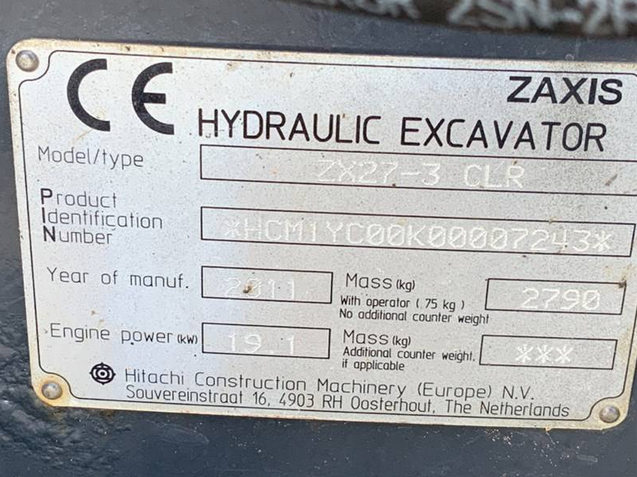 ZAXIS
CE
HYDRAULIC EXCAVATOR
Model/type ZX27-3 CLR
Product
Identification *HCM1YC00K00007243*
Number
Year of manuf. 2011 Mass(kg) 2790
With operator (75 kg)
No additional counter weight
Engine power(kW) 19.1 Mass(kg) ***
Additional counter weight,
if applicable
Hitachi Construction Machinery (Europe) N.V.
Souvereinstraat 16, 4903 RH Oosterhout, The Netherlands